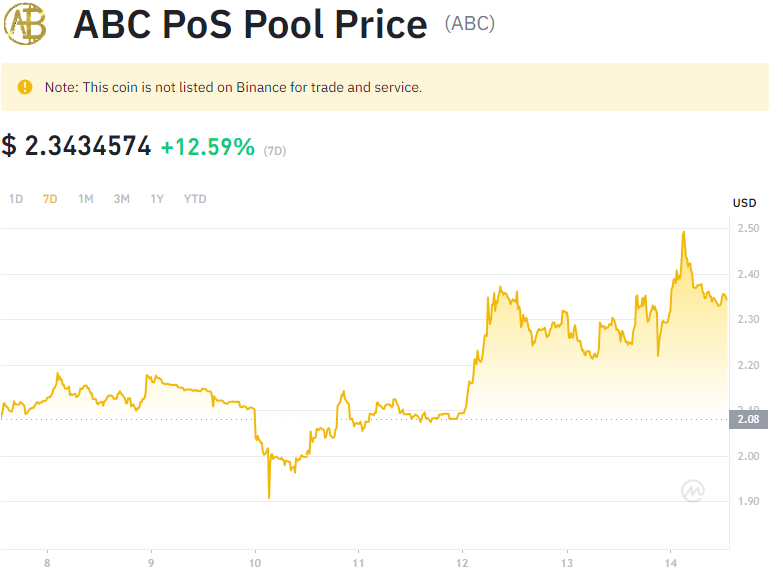 ABC PoS Pool Price (ABC)
Note: This coin is not listed on Binance for trade and service.
$ 2.3434574 +12.59% (7D)
1D 7D 1M 3M 1Y YTD
USD
2.50
2.40
2.30
2.20
2.10
2.08
2.00
1.90
8 9 10 11 12 13 14